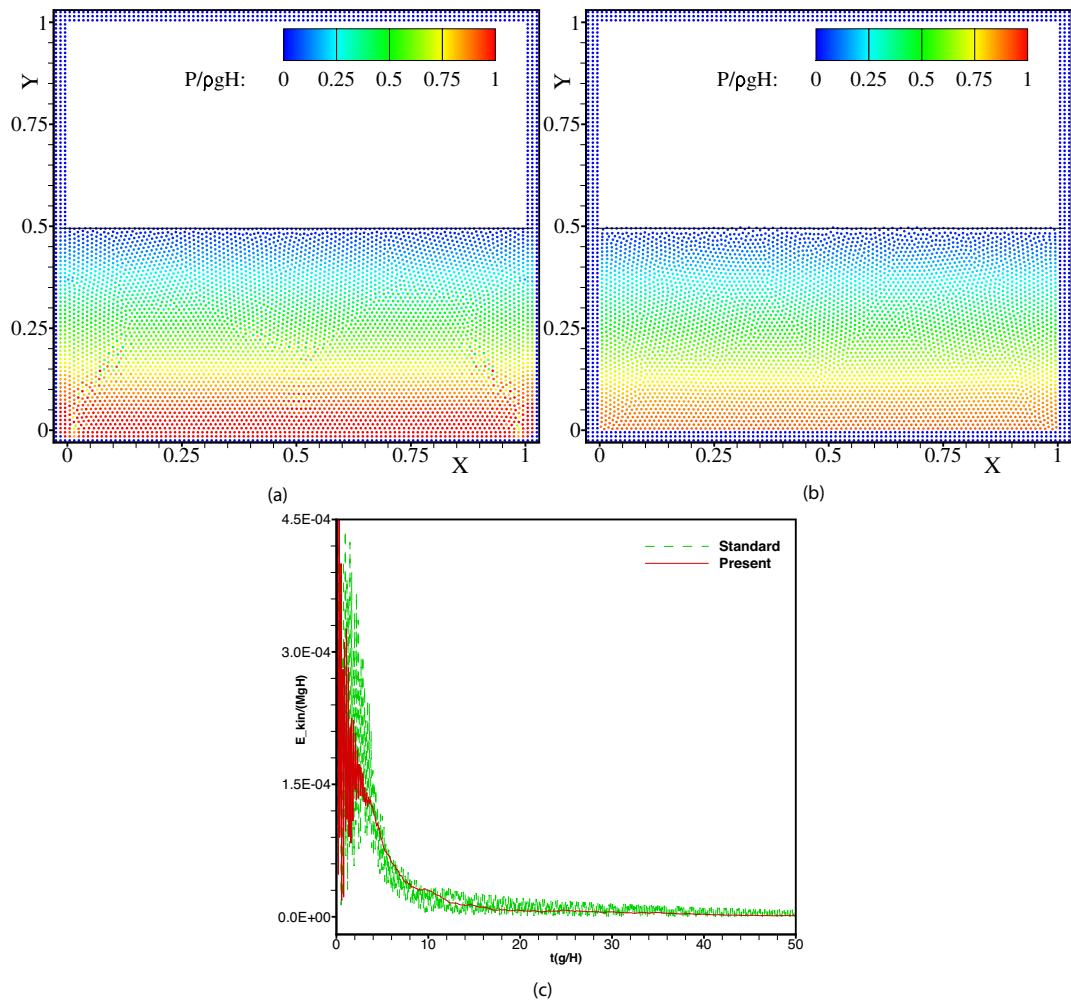 1
Y
0.75
0.5
0.25
0
P/ρgH:
0 0.25 0.5 0.75 1
0 0.25 0.5 0.75 X 1
(a)
1
Y
0.75
0.5
0.25
0
P/ρgH:
0 0.25 0.5 0.75 1
0 0.25 0.5 0.75 X 1
(b)
4.5E-04
3.0E-04
1.5E-04
0.0E+00
E_kin/(MgH)
Standard
Present
0 10 20 30 40 50
t(g/H)
(c)